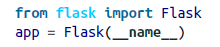 from flask import Flask
app = Flask(__name__)